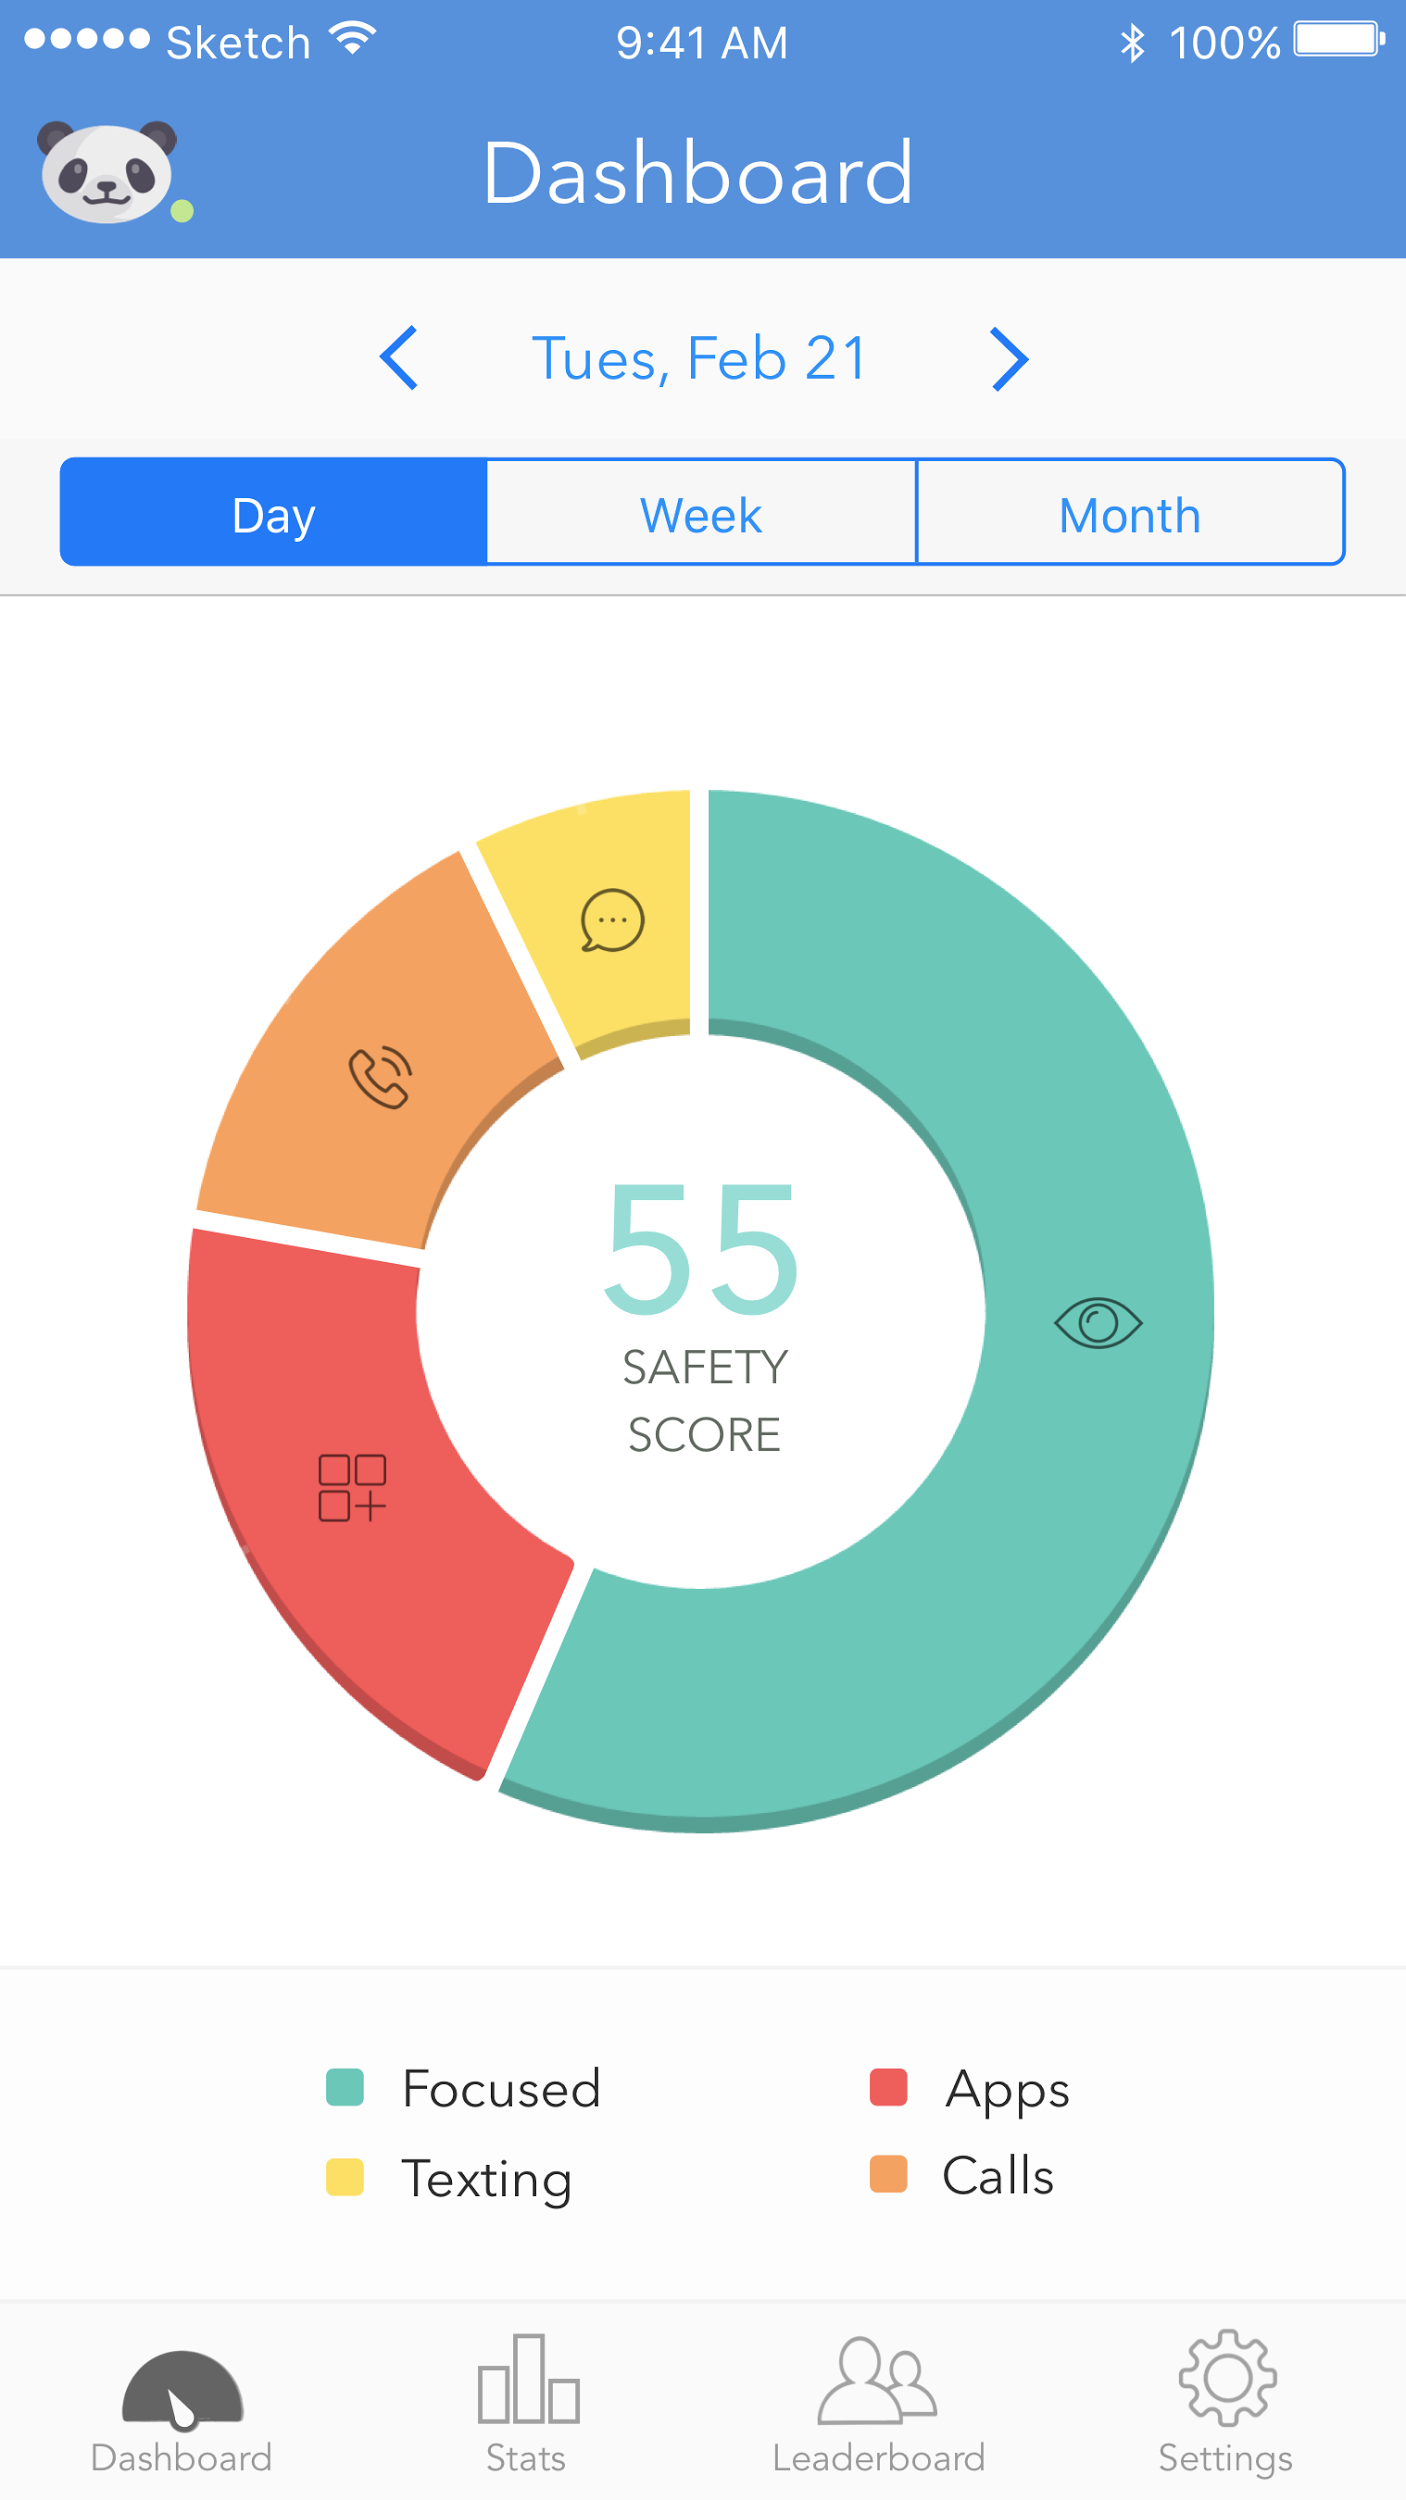 Sketch 9:41 AM 100%
Dashboard
Tues, Feb 21
Day Week Month
55
SAFETY
SCORE
Focused Apps
Texting Calls
Dashboard Stats Leaderboard Settings